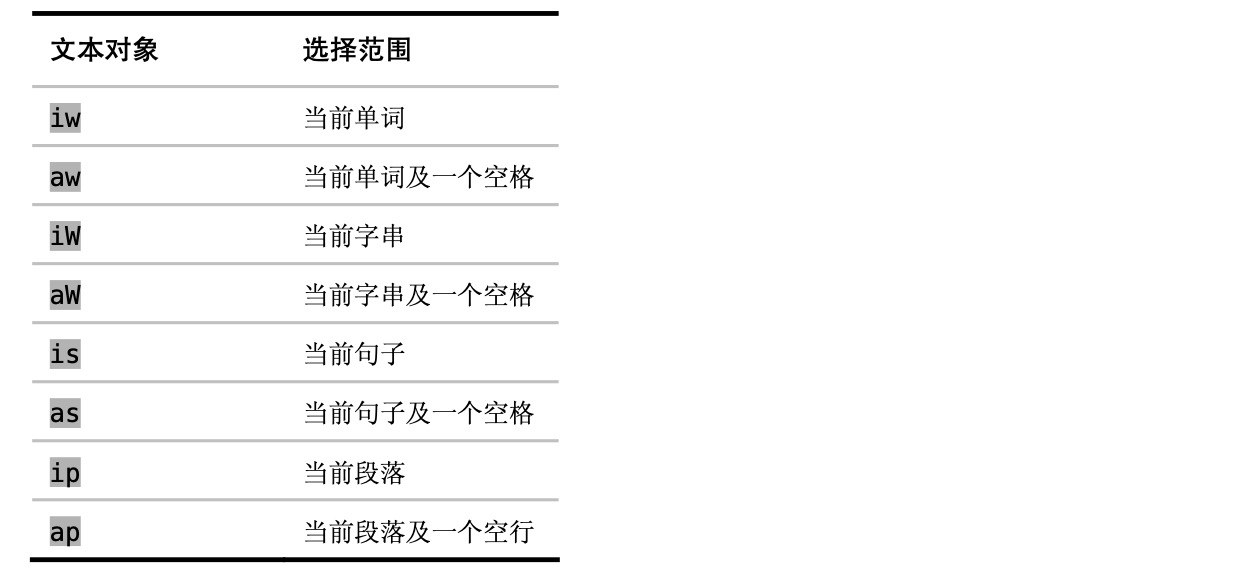 文本对象 选择范围
iw 当前单词
aw 当前单词及一个空格
iW 当前字串
aW 当前字串及一个空格
is 当前句子
as 当前句子及一个空格
ip 当前段落
ap 当前段落及一个空行